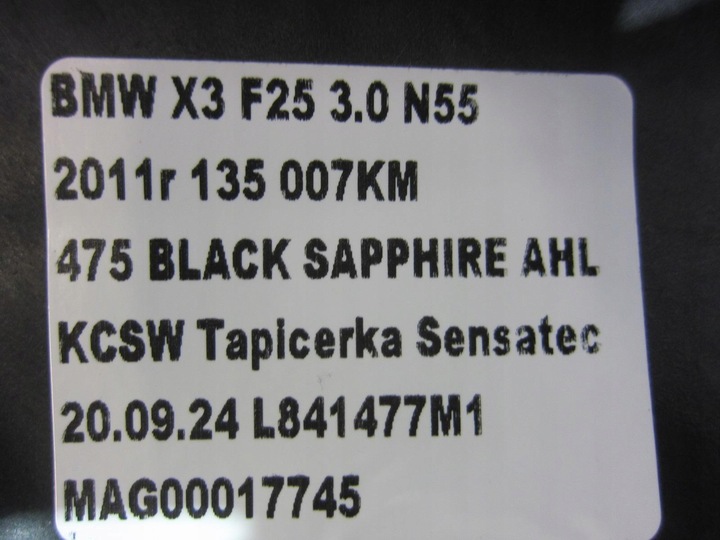 BMW X3 F25 3.0 N55
2011r 135 007KM
475 BLACK SAPPHIRE AHL
KCSW Tapicerka Sensatec
20.09.24 L841477M1
MAG00017745